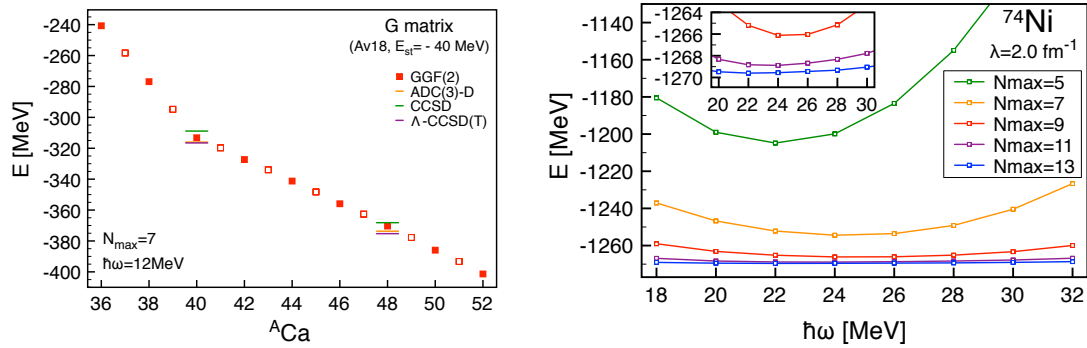 G matrix
(Av18, Est= - 40 MeV)
GGF(2)
ADC(3)-D
CCSD
Λ-CCSD(T)
-240
-260
-280
-300
-320
-340
-360
-380
-400
E [MeV]
Nmax=7
ħω=12MeV
36 38 40 42 44 46 48 50 52
ACa
74Ni
λ=2.0 fm-1
Nmax=5
Nmax=7
Nmax=9
Nmax=11
Nmax=13
-1140
-1160
-1180
-1200
-1220
-1240
-1260
E [MeV]
-1264
-1266
-1268
-1270
20 22 24 26 28 30
18 20 22 24 26 28 30 32
ħω [MeV]